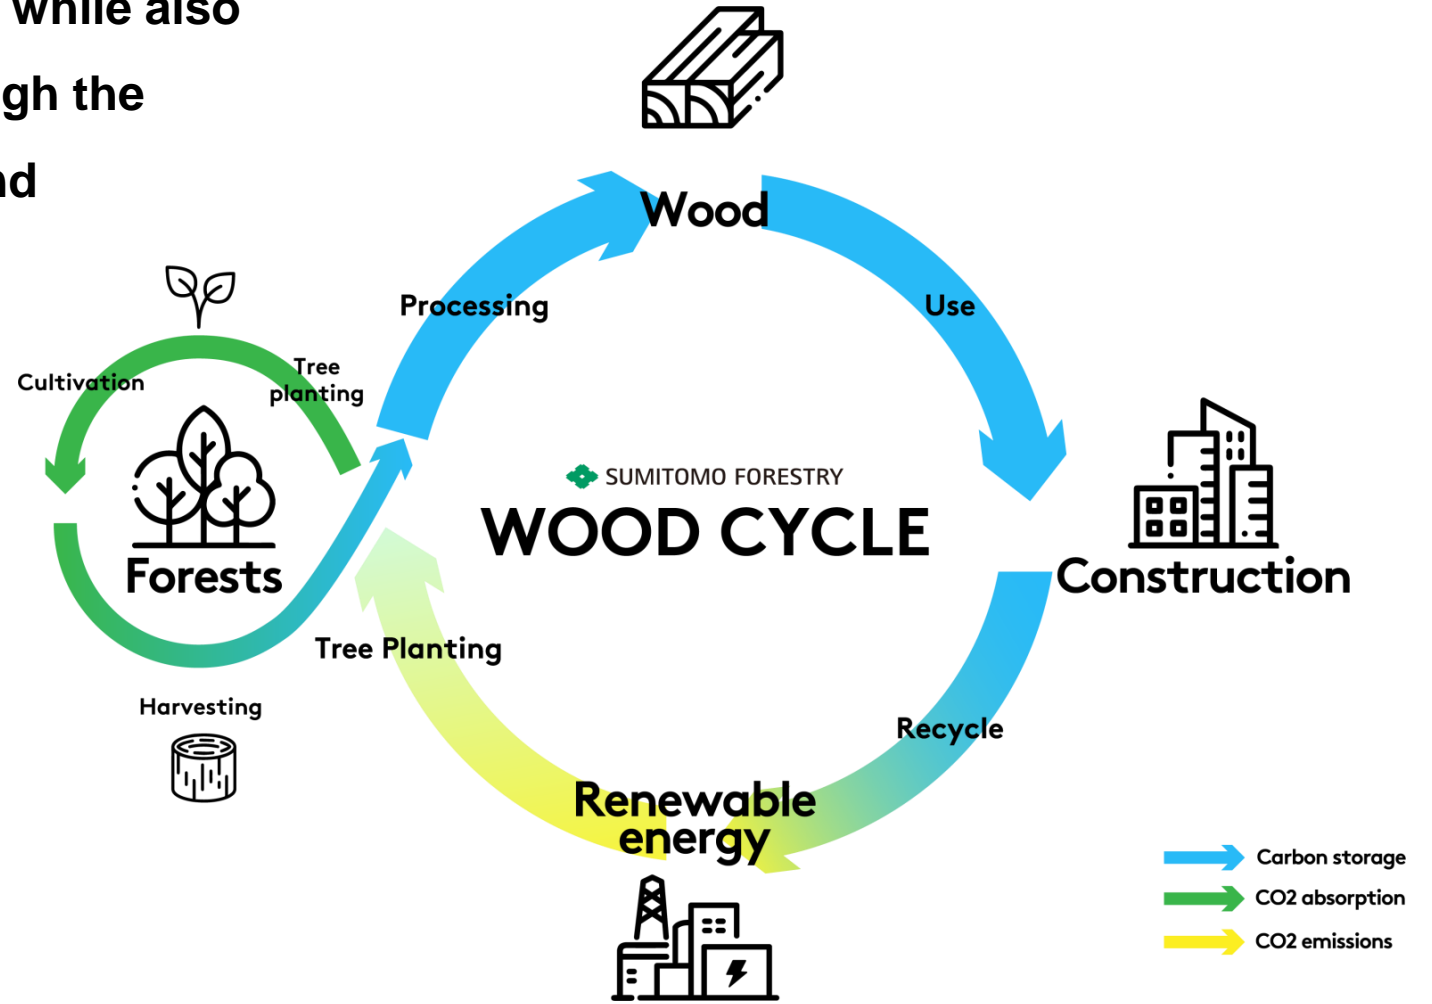 while also
gh the
nd
Wood
Processing
Use
Cultivation
Tree
planting
SUMITOMO FORESTRY
WOOD CYCLE
Forests
Construction
Tree Planting
Harvesting
Recycle
Renewable
energy
Carbon storage
CO2 absorption
CO2 emissions